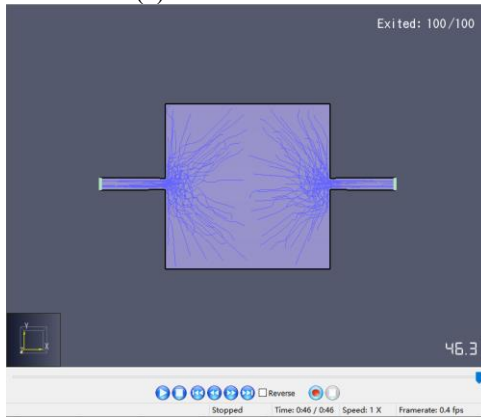 Exited: 100/100
Y
X
46.3
Reverse
Stopped Time: 0:46 / 0:46 Speed: 1 X Framerate: 0.4 fps